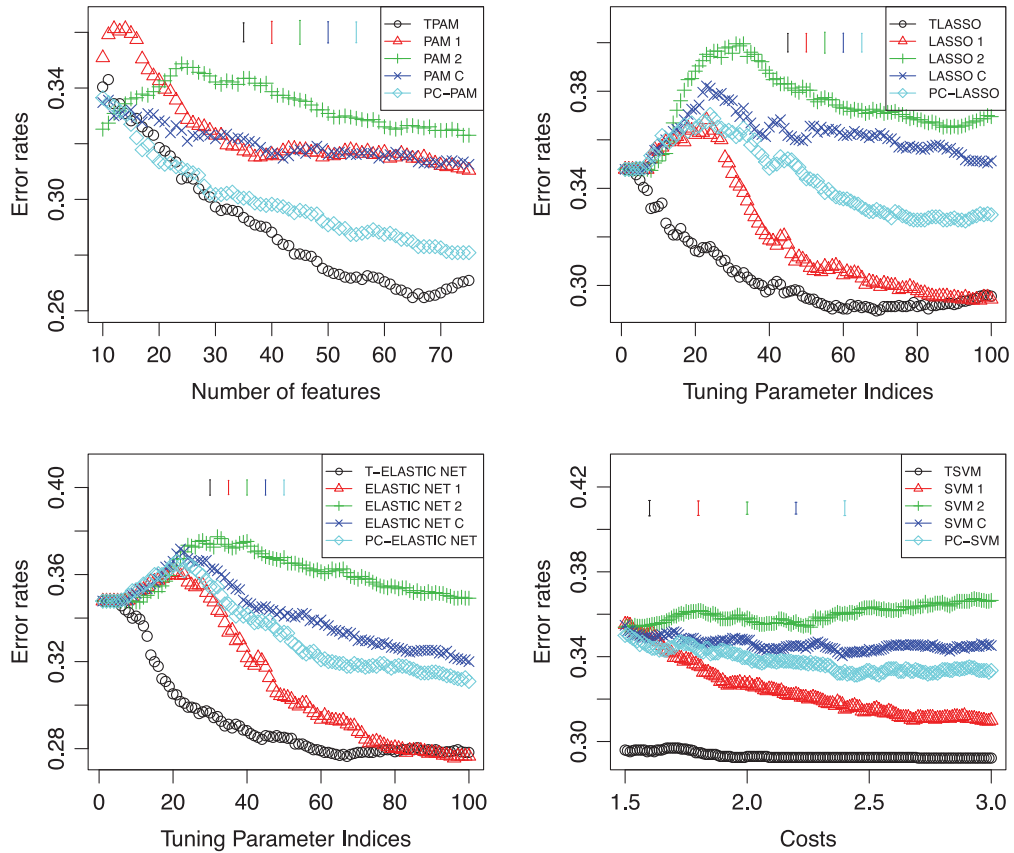 TPAM
PAM 1
PAM 2
PAM C
PC−PAM
Error rates
0.34
0.30
0.26
10 20 30 40 50 60 70
Number of features
TLASSO
LASSO 1
LASSO 2
LASSO C
PC−LASSO
Error rates
0.38
0.34
0.30
0 20 40 60 80 100
Tuning Parameter Indices
T−ELASTIC NET
ELASTIC NET 1
ELASTIC NET 2
ELASTIC NET C
PC−ELASTIC NET
Error rates
0.40
0.36
0.32
0.28
0 20 40 60 80 100
Tuning Parameter Indices
TSVM
SVM 1
SVM 2
SVM C
PC−SVM
Error rates
0.42
0.38
0.34
0.30
1.5 2.0 2.5 3.0
Costs